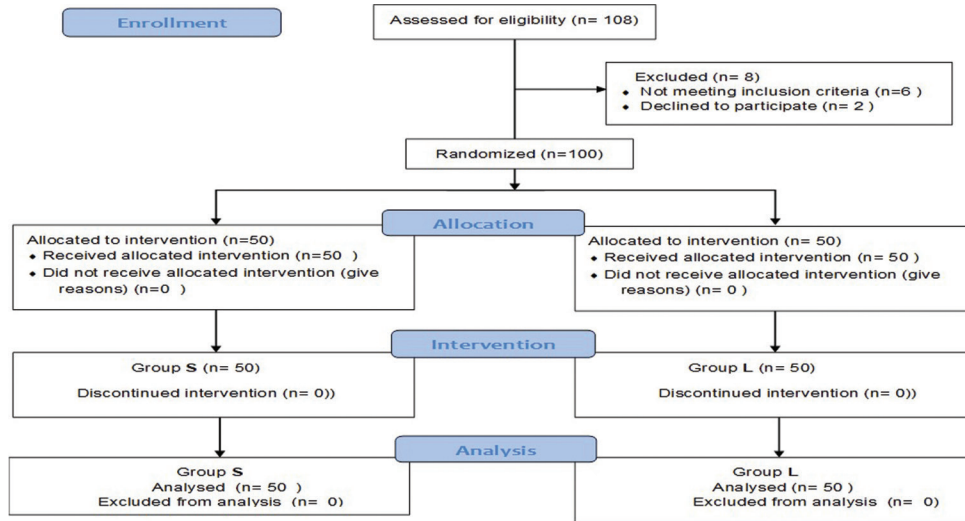 Enrollment
Assessed for eligibility (n= 108)
Excluded (n= 8)
♦ Not meeting inclusion criteria (n=6 )
♦ Declined to participate (n= 2 )
Randomized (n=100)
Allocation
Allocated to intervention (n=50)
♦ Received allocated intervention (n=50 )
♦ Did not receive allocated intervention (give
reasons) (n=0 )
Allocated to intervention (n= 50)
♦ Received allocated intervention (n= 50 )
♦ Did not receive allocated intervention (give
reasons) (n= 0 )
Intervention
Group S (n= 50)
Discontinued intervention (n= 0))
Group L (n= 50)
Discontinued intervention (n= 0))
Analysis
Group S
Analysed (n= 50 )
Excluded from analysis (n= 0)
Group L
Analysed (n= 50 )
Excluded from analysis (n= 0)